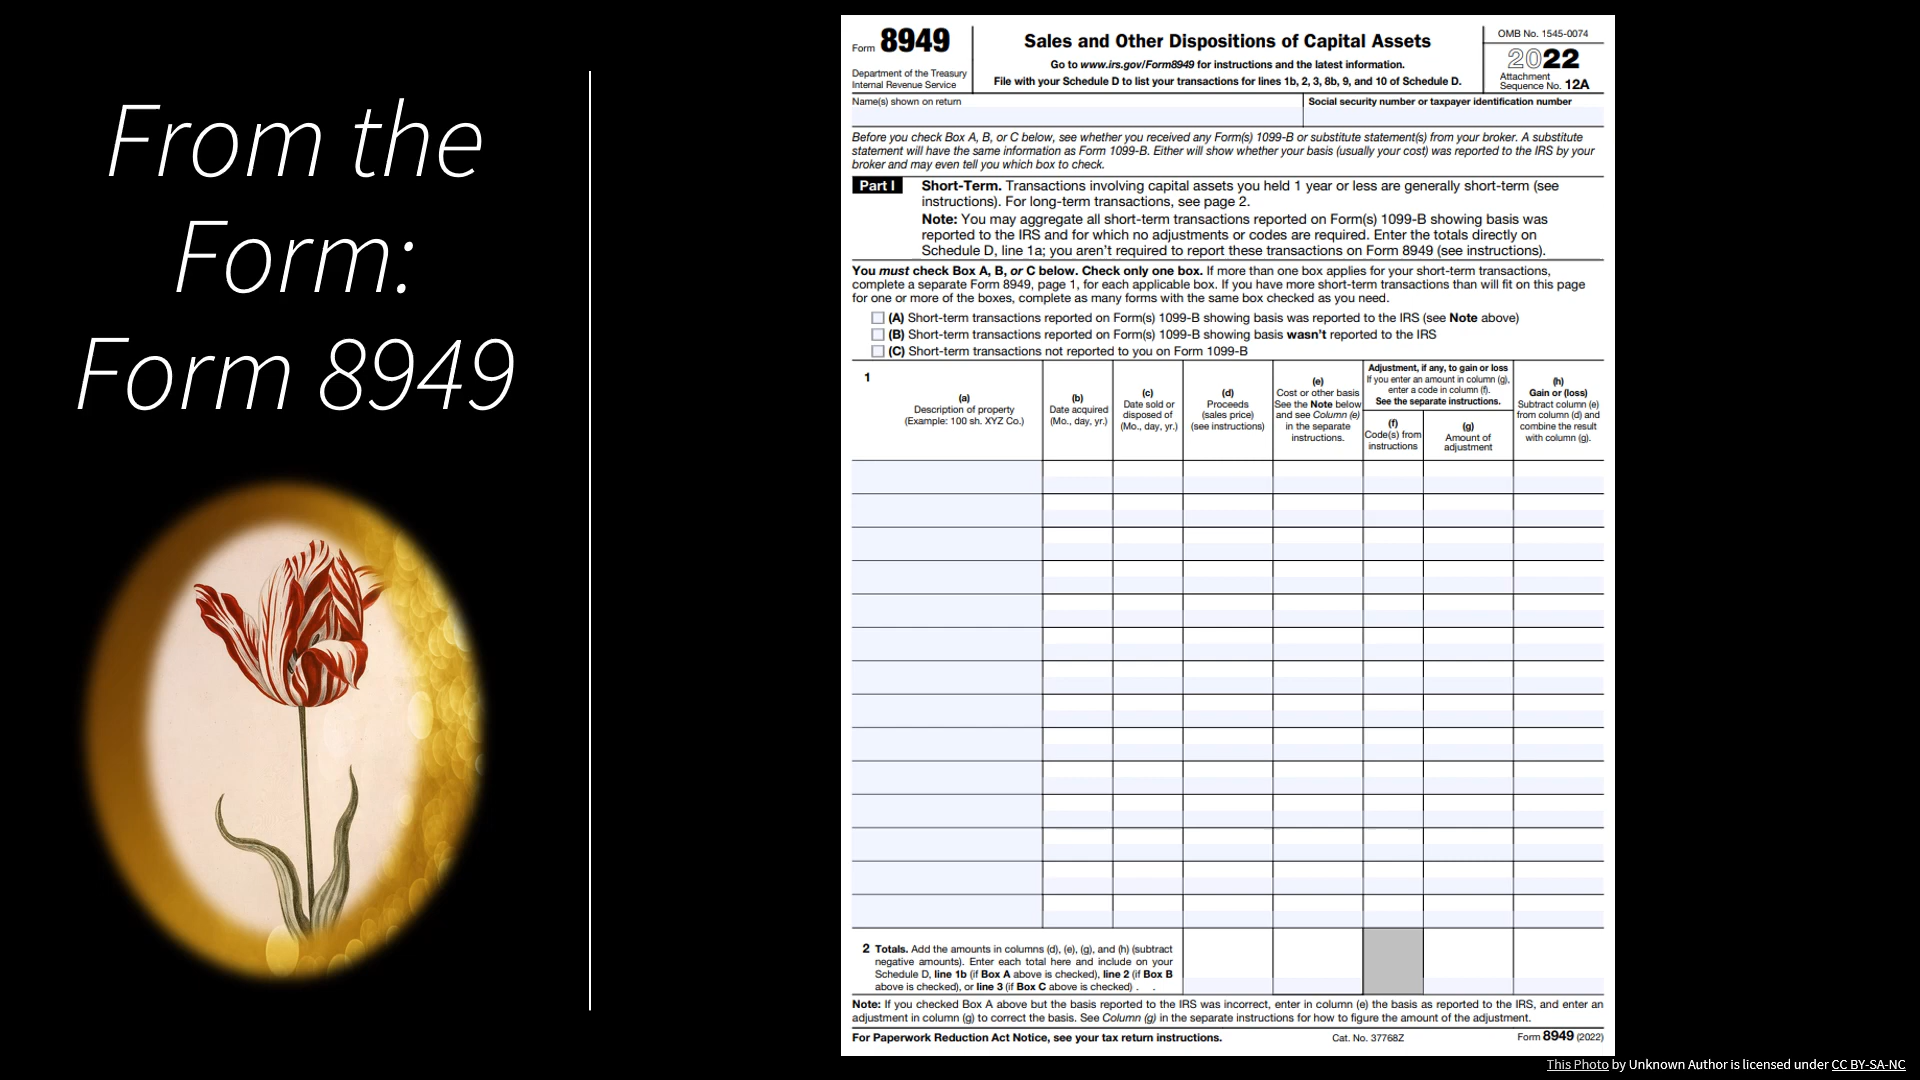 From the
Form:
Form 8949
Form 8949
Department of the Treasury
Internal Revenue Service
Sales and Other Dispositions of Capital Assets
Go to www.irs.gov/Form8949 for instructions and the latest information.
File with your Schedule D to list your transactions for lines 1b, 2, 3, 8b, 9, and 10 of Schedule D.
OMB No. 1545-0074
2022
Attachment
Sequence No. 12A
Name(s) shown on return
Social security number or taxpayer identification number
Before you check Box A, B, or C below, see whether you received any Form(s) 1099-B or substitute statement(s) from your broker. A substitute
statement will have the same information as Form 1099-B. Either will show whether your basis (usually your cost) was reported to the IRS by your
broker and may even tell you which box to check.
Part I
Short-Term. Transactions involving capital assets you held 1 year or less are generally short-term (see
instructions). For long-term transactions, see page 2.
Note: You may aggregate all short-term transactions reported on Form(s) 1099-B showing basis was
reported to the IRS and for which no adjustments or codes are required. Enter the totals directly on
Schedule D, line 1a; you aren't required to report these transactions on Form 8949 (see instructions).
You must check Box A, B, or C below. Check only one box. If more than one box applies for your short-term transactions,
complete a separate Form 8949, page 1, for each applicable box. If you have more short-term transactions than will fit on this page
for one or more of the boxes, complete as many forms with the same box checked as you need.
(A) Short-term transactions reported on Form(s) 1099-B showing basis was reported to the IRS (see Note above)
(B) Short-term transactions reported on Form(s) 1099-B showing basis wasn't reported to the IRS
(C) Short-term transactions not reported to you on Form 1099-B
1
(a)
Description of property
(Example: 100 sh. XYZ Co.)
(b)
Date acquired
(Mo., day, yr.)
(c)
Date sold or
disposed of
(Mo., day, yr.)
(d)
Proceeds
(sales price)
(see instructions)
(e)
Cost or other basis
See the Note below
and see Column (e)
in the separate
instructions.
Adjustment, if any, to gain or loss
If you enter an amount in column (g),
enter a code in column (f).
See the separate instructions.
(f)
Code(s) from
instructions
(g)
Amount of
adjustment
(h)
Gain or (loss)
Subtract column (e)
from column (d) and
combine the result
with column (g).
2 Totals. Add the amounts in columns (d), (e), (g), and (h) (subtract
negative amounts). Enter each total here and include on your
Schedule D, line 1b (if Box A above is checked), line 2 (if Box B
above is checked), or line 3 (if Box C above is checked) . .
Note: If you checked Box A above but the basis reported to the IRS was incorrect, enter in column (e) the basis as reported to the IRS, and enter an
adjustment in column (g) to correct the basis. See Column (g) in the separate instructions for how to figure the amount of the adjustment.
For Paperwork Reduction Act Notice, see your tax return instructions.
Cat. No. 37768Z
Form 8949 (2022)
This Photo by Unknown Author is licensed under CC BY-SA-NC